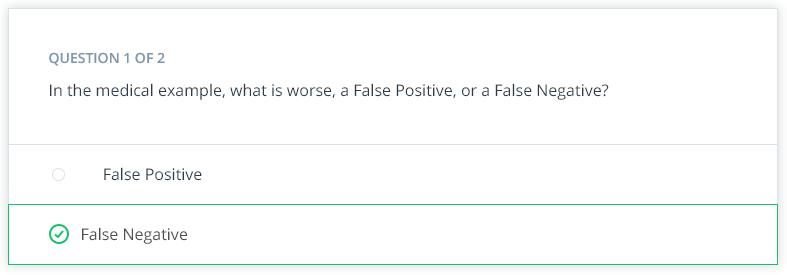 QUESTION 1 OF 2
In the medical example, what is worse, a False Positive, or a False Negative?
False Positive
False Negative